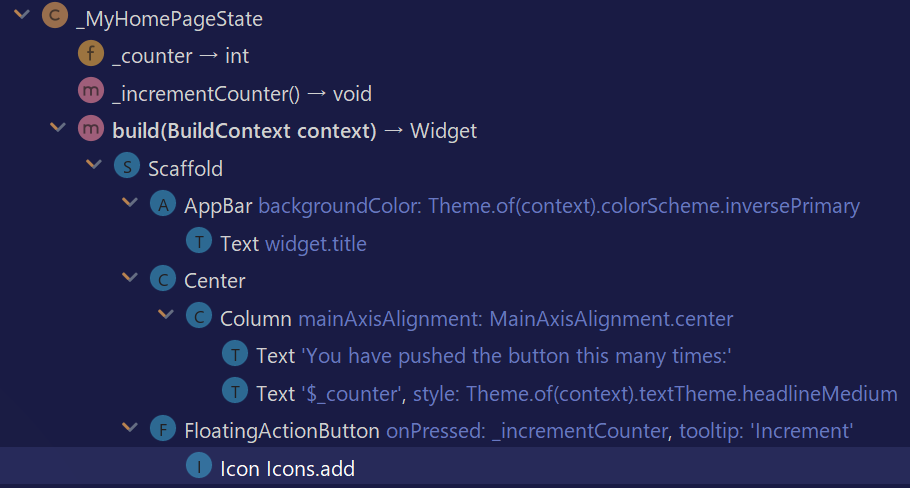 C _MyHomePageState
f _counter → int
m _incrementCounter() → void
m build(BuildContext context) → Widget
S Scaffold
A AppBar backgroundColor: Theme.of(context).colorScheme.inversePrimary
T Text widget.title
C Center
C Column mainAxisAlignment: MainAxisAlignment.center
T Text 'You have pushed the button this many times:'
T Text '$_counter', style: Theme.of(context).textTheme.headlineMedium
F FloatingActionButton onPressed: _incrementCounter, tooltip: 'Increment'
I Icon Icons.add